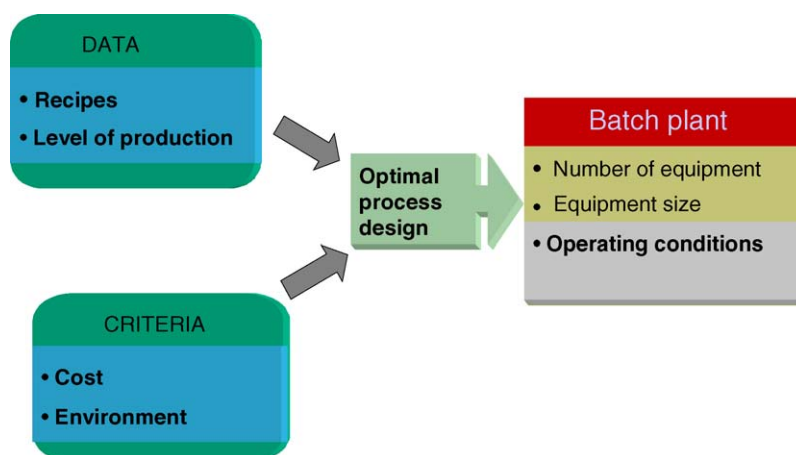 DATA
• Recipes
• Level of production
CRITERIA
• Cost
• Environment
Optimal
process
design
Batch plant
• Number of equipment
• Equipment size
• Operating conditions